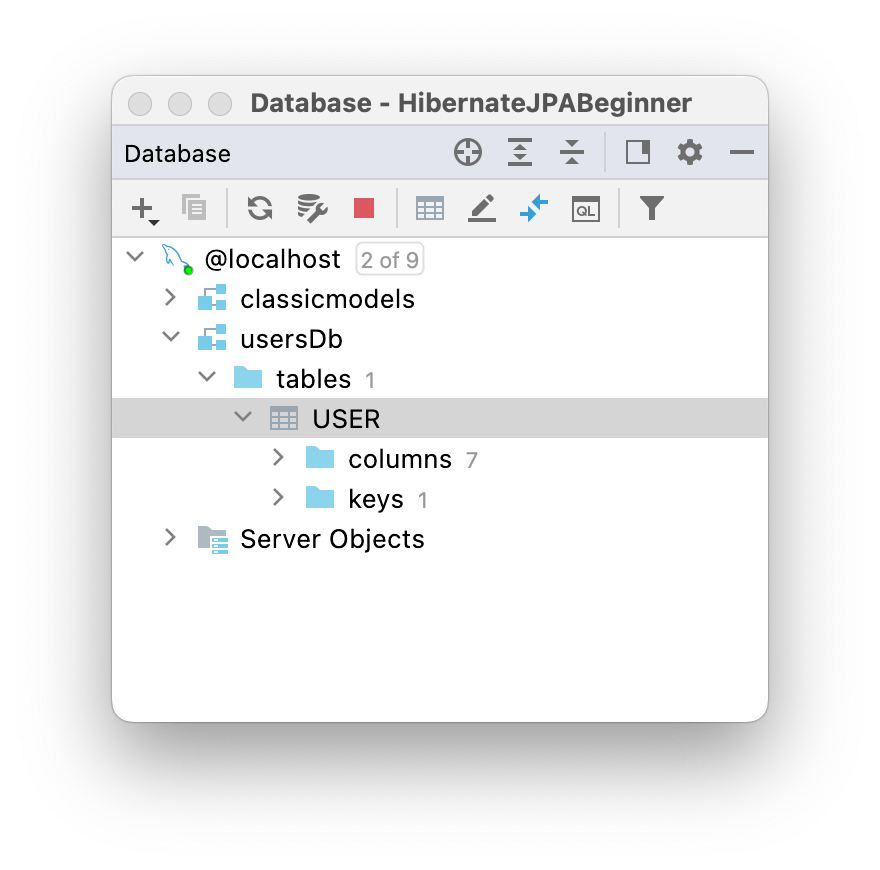 Database - HibernateJPABeginner
Database
QL
@localhost 2 of 9
classicmodels
usersDb
tables 1
USER
columns 7
keys 1
Server Objects